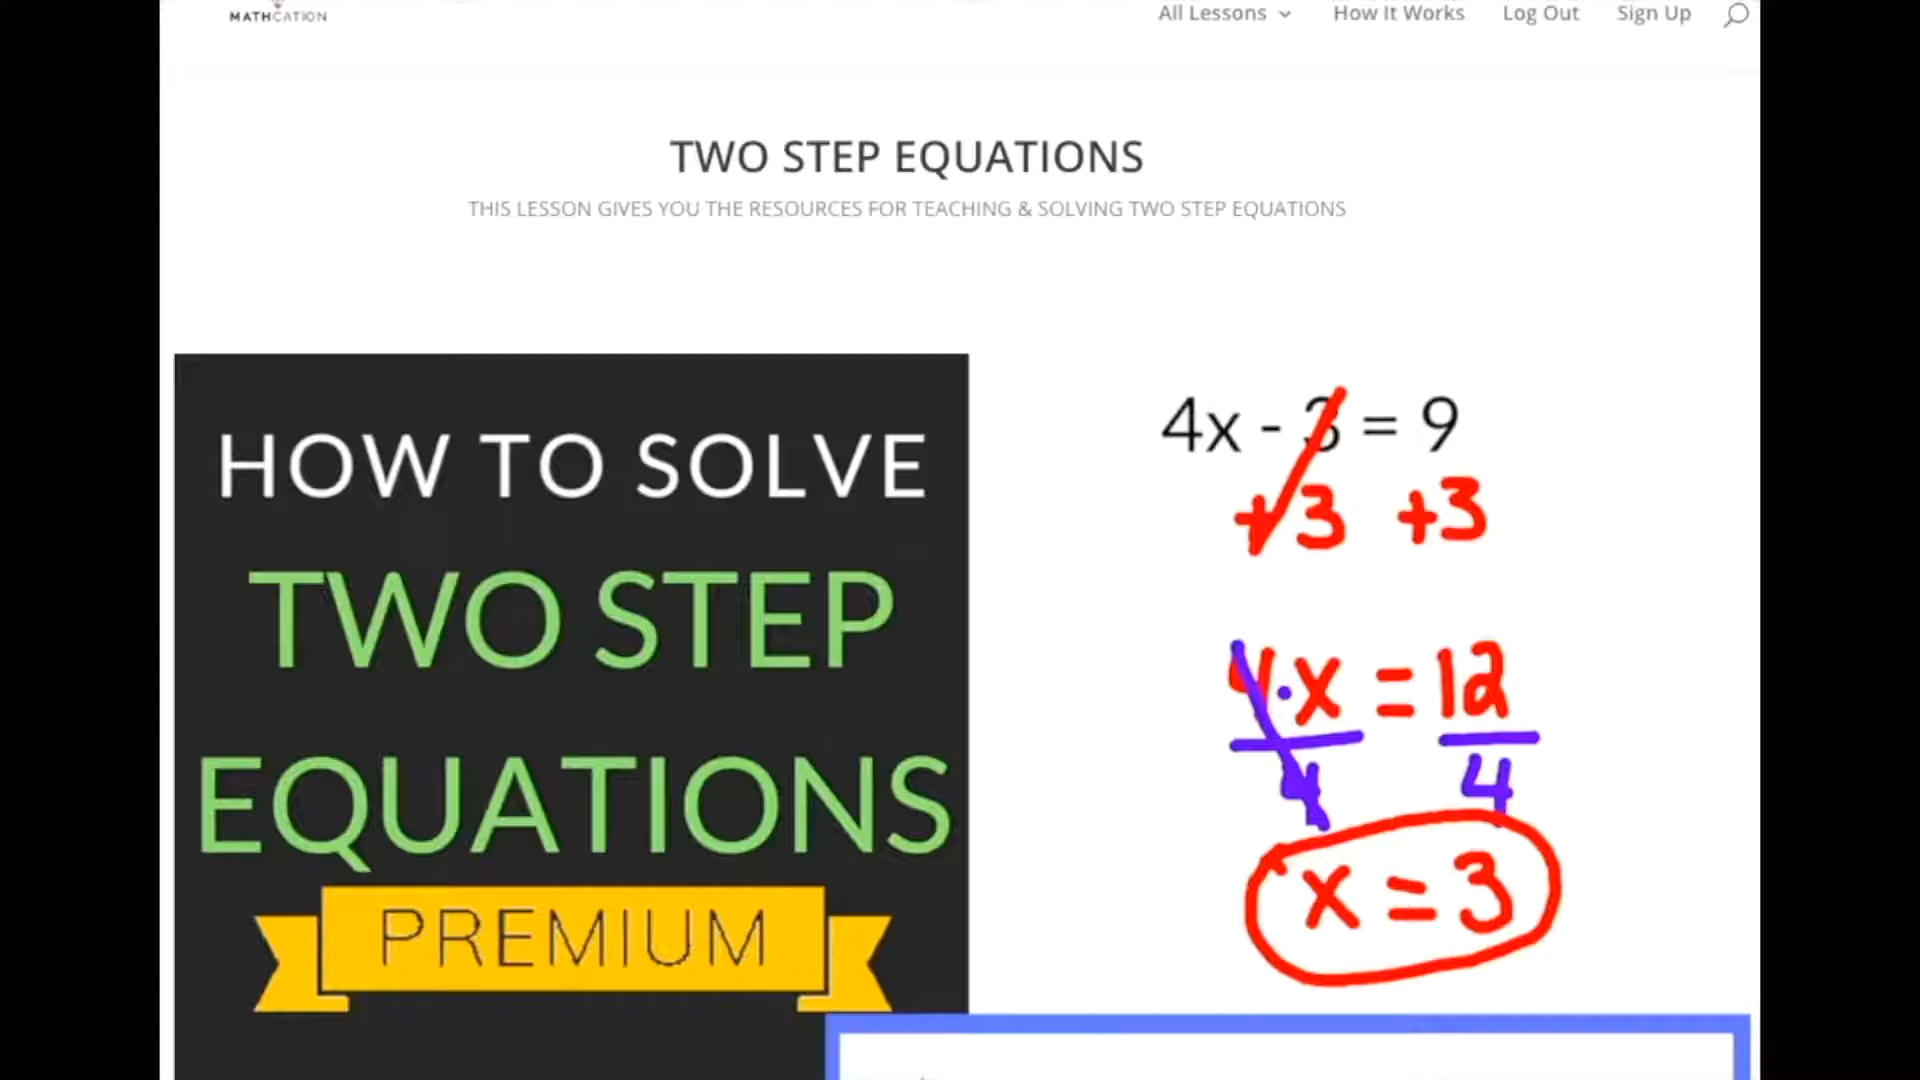 MATHCATION
All Lessons How It Works Log Out Sign Up
TWO STEP EQUATIONS
THIS LESSON GIVES YOU THE RESOURCES FOR TEACHING & SOLVING TWO STEP EQUATIONS
HOW TO SOLVE
TWO STEP
EQUATIONS
PREMIUM
4x - 3 = 9
+3 +3
4·x = 12
4 4
x = 3